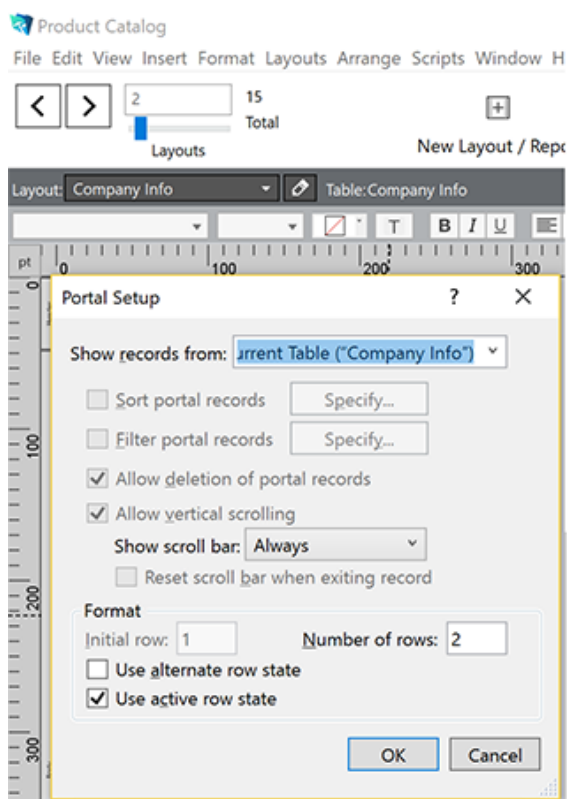 Product Catalog
File Edit View Insert Format Layouts Arrange Scripts Window H
2
15
Total
Layouts
New Layout / Repo
Layout: Company Info Table: Company Info
T B I U
pt 0 100 200 300
0
100
200
300
Portal Setup ? ×
Show records from: urrent Table ("Company Info")
Sort portal records Specify...
Filter portal records Specify...
Allow deletion of portal records
Allow vertical scrolling
Show scroll bar: Always
Reset scroll bar when exiting record
Format
Initial row: 1 Number of rows: 2
Use alternate row state
Use active row state
OK Cancel